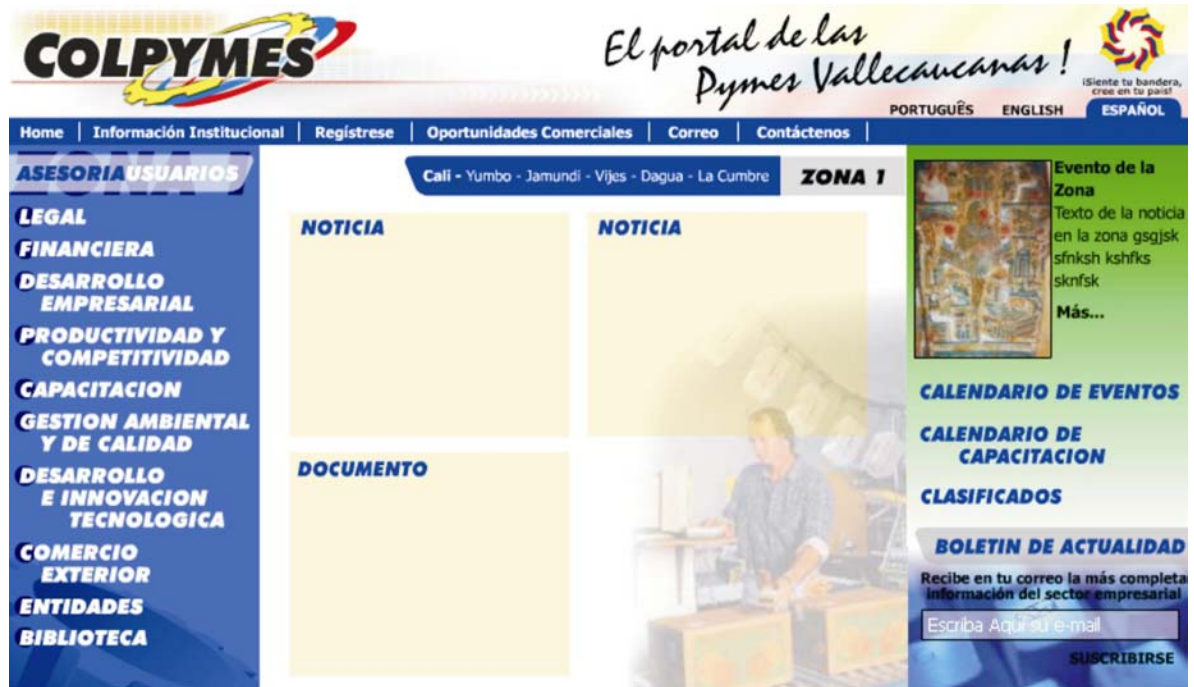 COLPYMES
El portal de las
Pymes Vallecaucanas !
¡Siente tu bandera,
cree en tu país!
PORTUGUÊS ENGLISH ESPAÑOL
Home | Información Institucional | Regístrese | Oportunidades Comerciales | Correo | Contáctenos |
ZONA 1
ASESORIA USUARIOS
LEGAL
FINANCIERA
DESARROLLO
EMPRESARIAL
PRODUCTIVIDAD Y
COMPETITIVIDAD
CAPACITACION
GESTION AMBIENTAL
Y DE CALIDAD
DESARROLLO
E INNOVACION
TECNOLOGICA
COMERCIO
EXTERIOR
ENTIDADES
BIBLIOTECA
Cali - Yumbo - Jamundi - Vijes - Dagua - La Cumbre ZONA 1
NOTICIA
NOTICIA
DOCUMENTO
Evento de la
Zona
Texto de la noticia
en la zona gsgjsk
sfnksh kshfks
sknfsk
Más...
CALENDARIO DE EVENTOS
CALENDARIO DE
CAPACITACION
CLASIFICADOS
BOLETIN DE ACTUALIDAD
Recibe en tu correo la más completa
información del sector empresarial
Escriba Aquí su e-mail
SUSCRIBIRSE